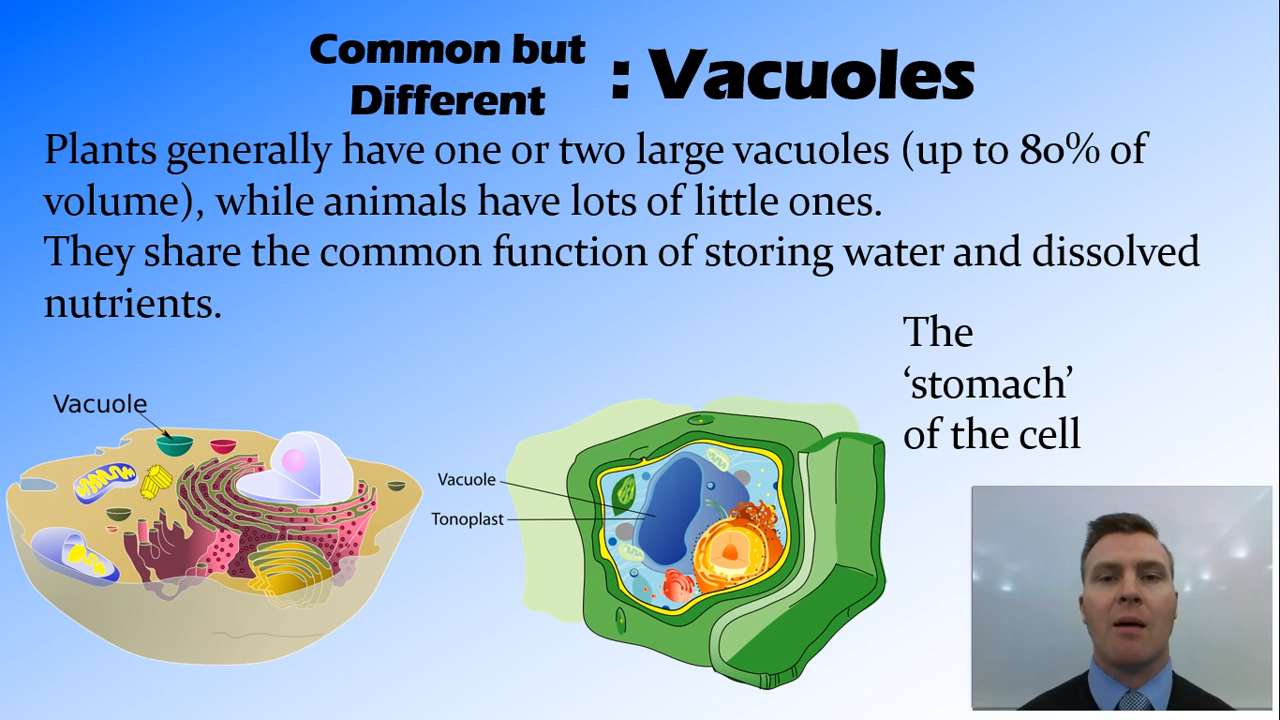 Common but
Different
: Vacuoles
Plants generally have one or two large vacuoles (up to 80% of
volume), while animals have lots of little ones.
They share the common function of storing water and dissolved
nutrients.
The
‘stomach’
of the cell
Vacuole
Vacuole
Tonoplast